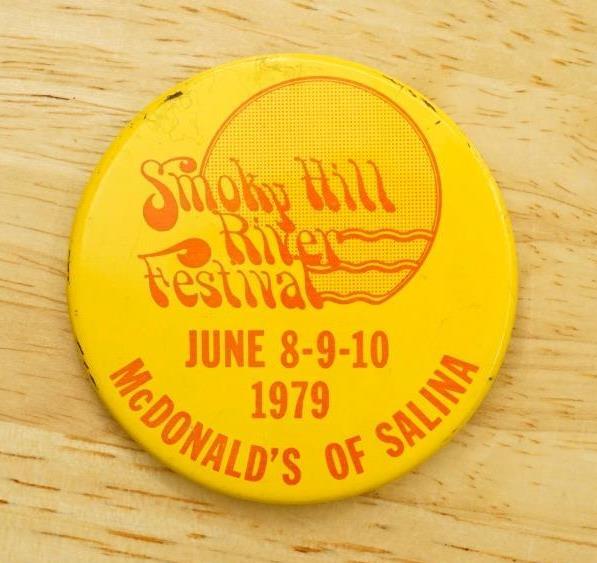 Smoky Hill
River
Festival
JUNE 8-9-10
1979
McDONALD'S OF SALINA